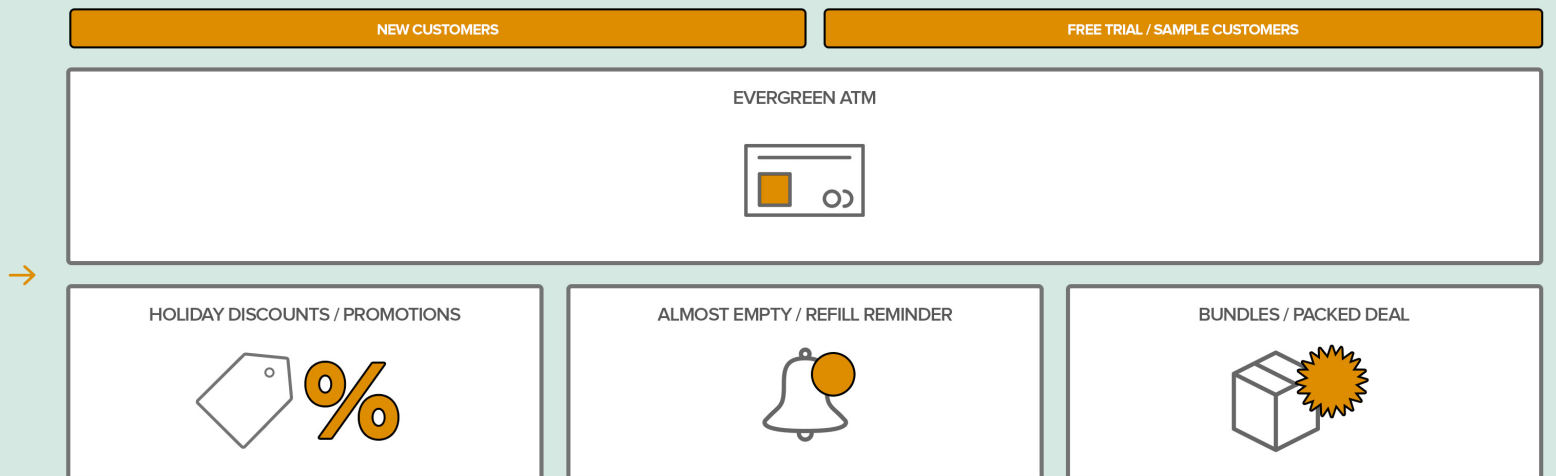 NEW CUSTOMERS
FREE TRIAL / SAMPLE CUSTOMERS
EVERGREEN ATM
HOLIDAY DISCOUNTS / PROMOTIONS
ALMOST EMPTY / REFILL REMINDER
BUNDLES / PACKED DEAL
%